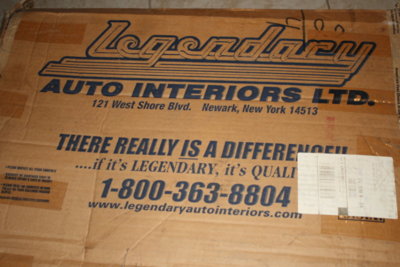 Legendary
AUTO INTERIORS LTD.
121 West Shore Blvd. Newark, New York 14513
THERE REALLY IS A DIFFERENCE!!
....if it's LEGENDARY, it's QUALI
1-800-363-8804
www.legendaryautointeriors.com